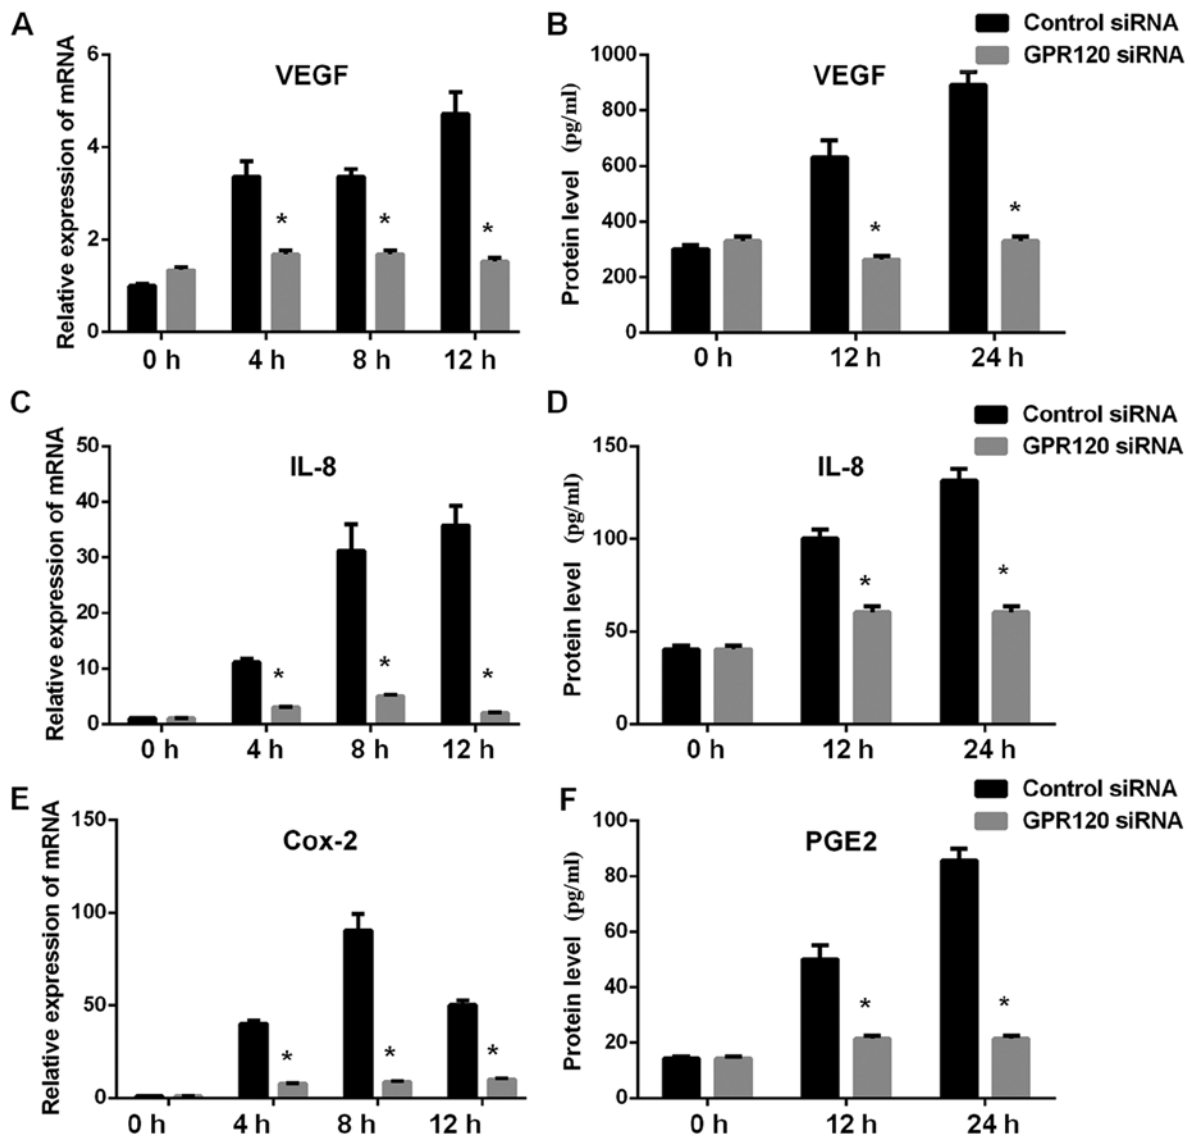 A
Relative expression of mRNA
VEGF
6
4
2
0
*
*
*
0 h 4 h 8 h 12 h
B
Control siRNA
GPR120 siRNA
Protein level (pg/ml)
VEGF
1000
800
600
400
200
0
*
*
0 h 12 h 24 h
C
Relative expression of mRNA
IL-8
50
40
30
20
10
0
*
*
*
0 h 4 h 8 h 12 h
D
Control siRNA
GPR120 siRNA
Protein level (pg/ml)
IL-8
150
100
50
0
*
*
0 h 12 h 24 h
E
Relative expression of mRNA
Cox-2
150
100
50
0
*
*
*
0 h 4 h 8 h 12 h
F
Control siRNA
GPR120 siRNA
Protein level (pg/ml)
PGE2
100
80
60
40
20
0
*
*
0 h 12 h 24 h